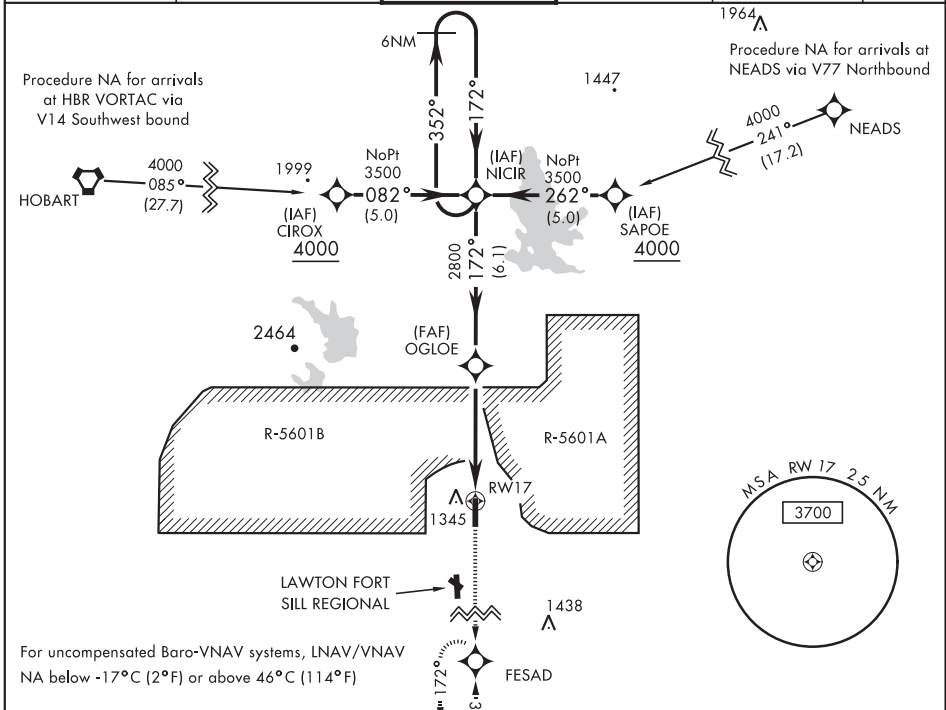 1964
Procedure NA for arrivals at
NEADS via V77 Northbound
6NM
Procedure NA for arrivals
at HBR VORTAC via
V14 Southwest bound
1447
352°
172°
4000
241°
(17.2)
NEADS
HOBART
4000
085°
(27.7)
1999
(IAF)
CIROX
4000
NoPt
3500
082°
(5.0)
(IAF)
NICIR
NoPt
3500
262°
(5.0)
(IAF)
SAPOE
4000
2800
172°
(6.1)
2464
(FAF)
OGLOE
R-5601B
R-5601A
RW17
1345
MSA RW 17 25 NM
3700
LAWTON FORT
SILL REGIONAL
1438
For uncompensated Baro-VNAV systems, LNAV/VNAV
NA below -17°C (2°F) or above 46°C (114°F)
172°
FESAD